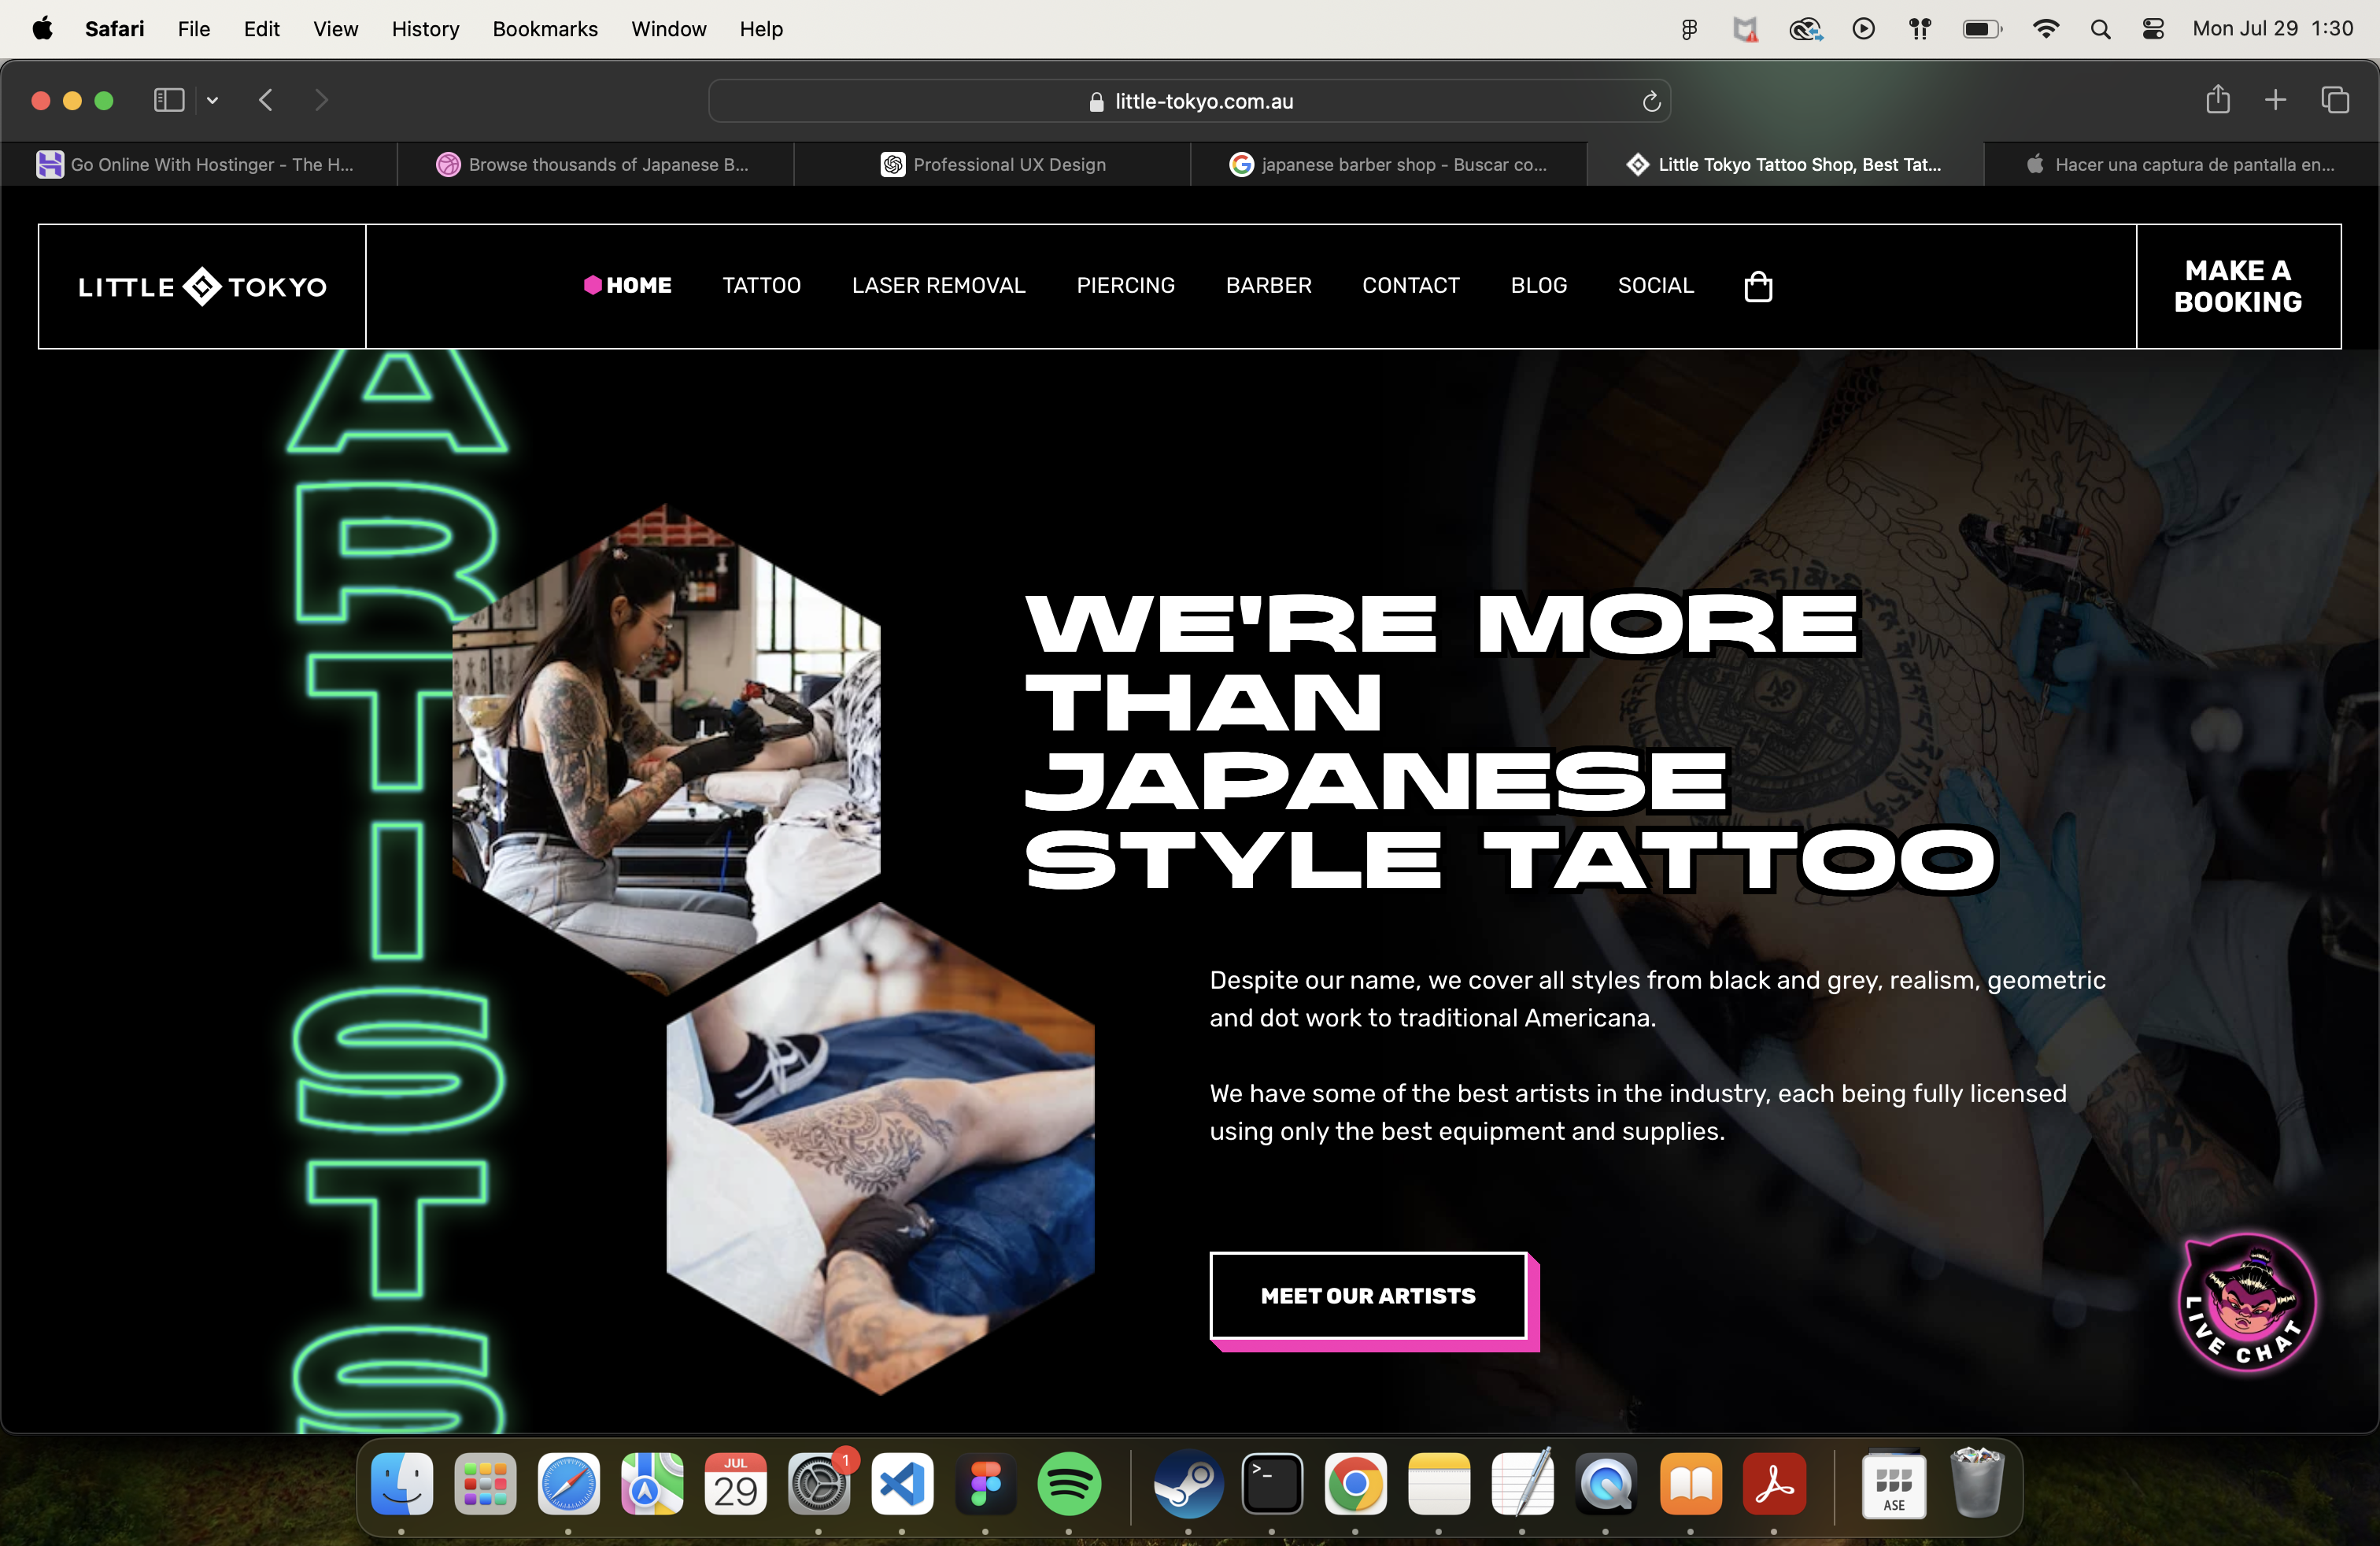 Safari File Edit View History Bookmarks Window Help Mon Jul 29 1:30
little-tokyo.com.au
Go Online With Hostinger - The H...
Browse thousands of Japanese B...
Professional UX Design
japanese barber shop - Buscar co...
Little Tokyo Tattoo Shop, Best Tat...
Hacer una captura de pantalla en...
LITTLE TOKYO
HOME TATTOO LASER REMOVAL PIERCING BARBER CONTACT BLOG SOCIAL
MAKE A
BOOKING
ARTISTS
WE'RE MORE
THAN
JAPANESE
STYLE TATTOO
Despite our name, we cover all styles from black and grey, realism, geometric
and dot work to traditional Americana.
We have some of the best artists in the industry, each being fully licensed
using only the best equipment and supplies.
MEET OUR ARTISTS
LIVE CHAT
JUL
29
1
>_
ASE